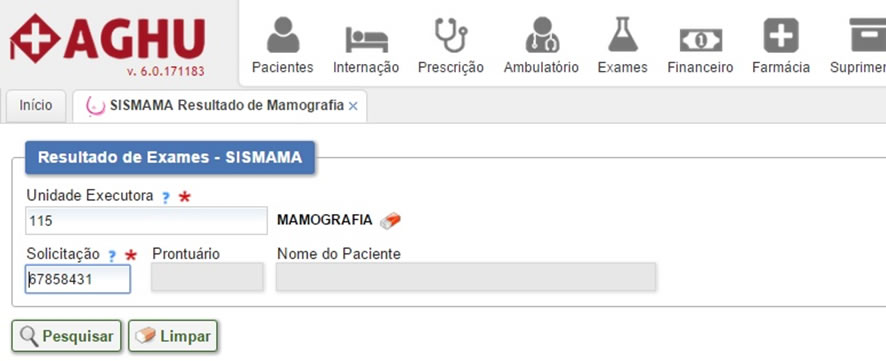 AGHU
v. 6.0.171183
Pacientes Internação Prescrição Ambulatório Exames Financeiro Farmácia Suprimen
Início SISMAMA Resultado de Mamografia ×
Resultado de Exames - SISMAMA
Unidade Executora ? *
115 MAMOGRAFIA
Solicitação ? * Prontuário Nome do Paciente
67858431
Pesquisar Limpar